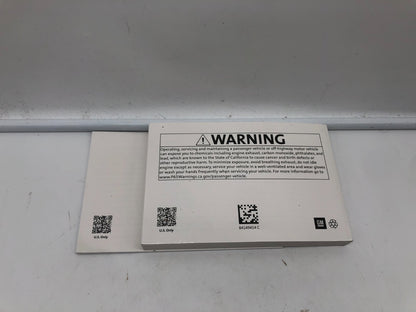 WARNING
Operating, servicing and maintaining a passenger vehicle or off-highway motor vehicle
can expose you to chemicals including engine exhaust, carbon monoxide, phthalates, and
lead, which are known to the State of California to cause cancer and birth defects or
other reproductive harm. To minimize exposure, avoid breathing exhaust, do not idle
engine except as necessary, service your vehicle in a well-ventilated area and wear gloves
or wash your hands frequently when servicing your vehicle. For more information go to
www.P65Warnings.ca.gov/passenger-vehicle.
U.S. Only
84149414 C
GM
U.S. Only